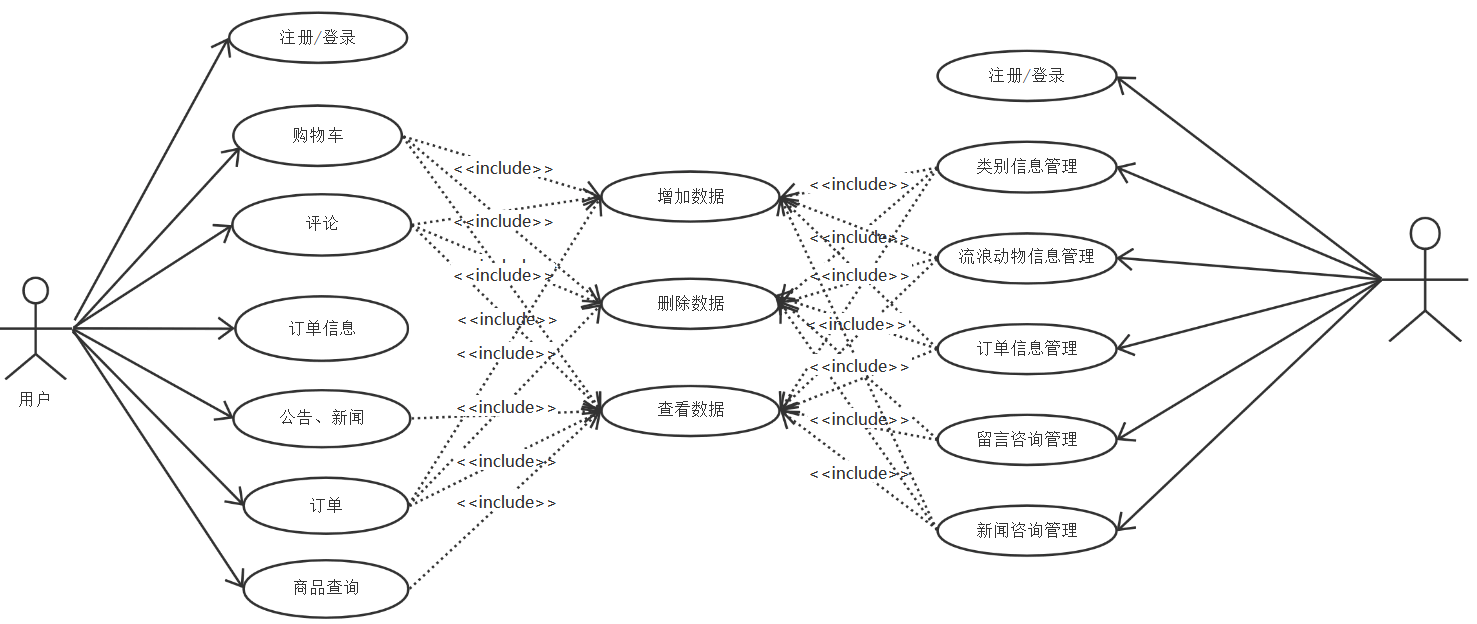 注册/登录
购物车
评论
订单信息
公告、新闻
订单
商品查询
用户
<<include>>
<<include>>
<<include>>
<<include>>
<<include>>
<<include>>
<<include>>
<<include>>
增加数据
删除数据
查看数据
<<include>>
<<include>>
<<include>>
<<include>>
<<include>>
<<include>>
<<include>>
注册/登录
类别信息管理
流浪动物信息管理
订单信息管理
留言咨询管理
新闻咨询管理